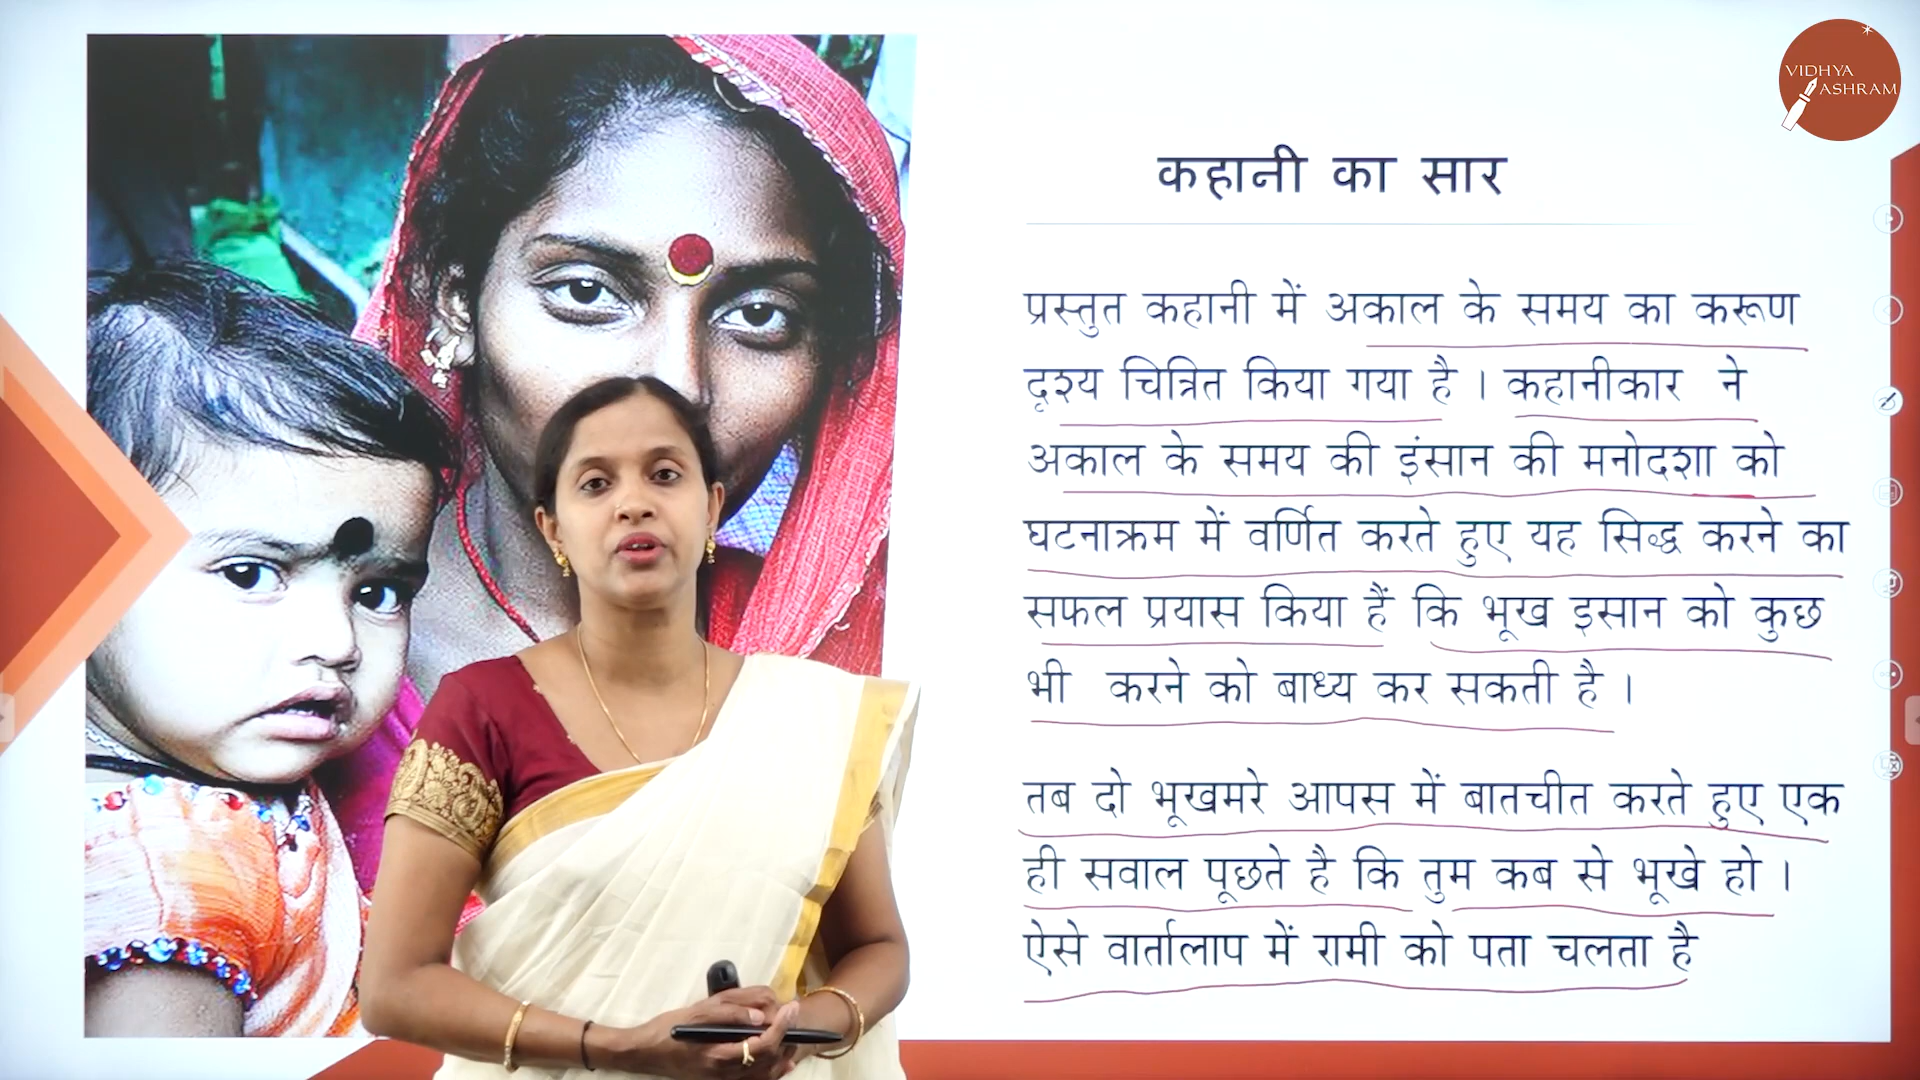 VIDHYA
ASHRAM
कहानी का सार
प्रस्तुत कहानी में अकाल के समय का करूण
दृश्य चित्रित किया गया है । कहानीकार ने
अकाल के समय की इंसान की मनोदशा को
घटनाक्रम में वर्णित करते हुए यह सिद्ध करने का
सफल प्रयास किया हैं कि भूख इसान को कुछ
भी करने को बाध्य कर सकती है ।
तब दो भूखमरे आपस में बातचीत करते हुए एक
ही सवाल पूछते है कि तुम कब से भूखे हो ।
ऐसे वार्तालाप में रामी को पता चलता है